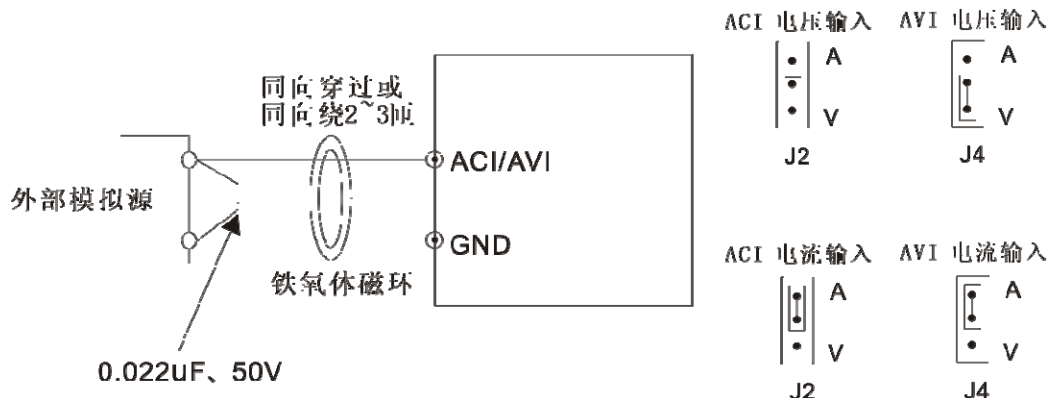 ACI 电压输入
AVI 电压输入
同向穿过或
同向绕2~3匝
A
V
J2
A
V
J4
ACI/AVI
外部模拟源
GND
铁氧体磁环
0.022uF、50V
ACI 电流输入
AVI 电流输入
A
V
J2
A
V
J4